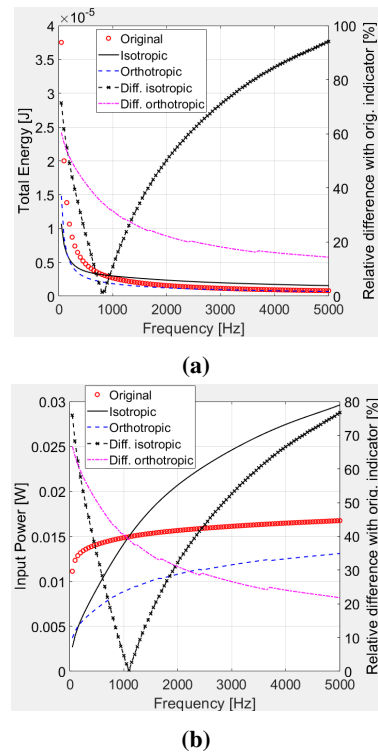 ×10⁻⁵
4
3.5
3
2.5
2
1.5
1
0.5
0
Total Energy [J]
Original
Isotropic
Orthotropic
Diff. isotropic
Diff. orthotropic
100
80
60
40
20
0
Relative difference with orig. indicator [%]
0 1000 2000 3000 4000 5000
Frequency [Hz]
(a)
0.03
0.025
0.02
0.015
0.01
0.005
0
Input Power [W]
Original
Isotropic
Orthotropic
Diff. isotropic
Diff. orthotropic
80
70
60
50
40
30
20
10
0
Relative difference with orig. indicator [%]
0 1000 2000 3000 4000 5000
Frequency [Hz]
(b)